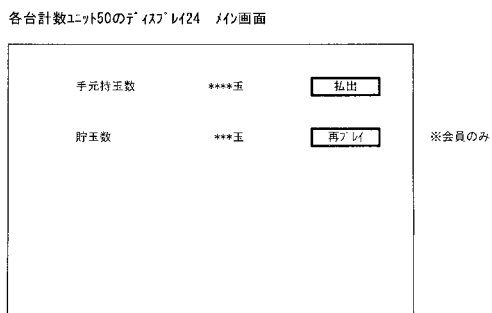 各台計数ﾕﾆｯﾄ50のﾃﾞｨｽﾌﾟﾚｲ24 ﾒｲﾝ画面
手元持玉数 ****玉 払出
貯玉数 ***玉 再ﾌﾟﾚｲ ※会員のみ